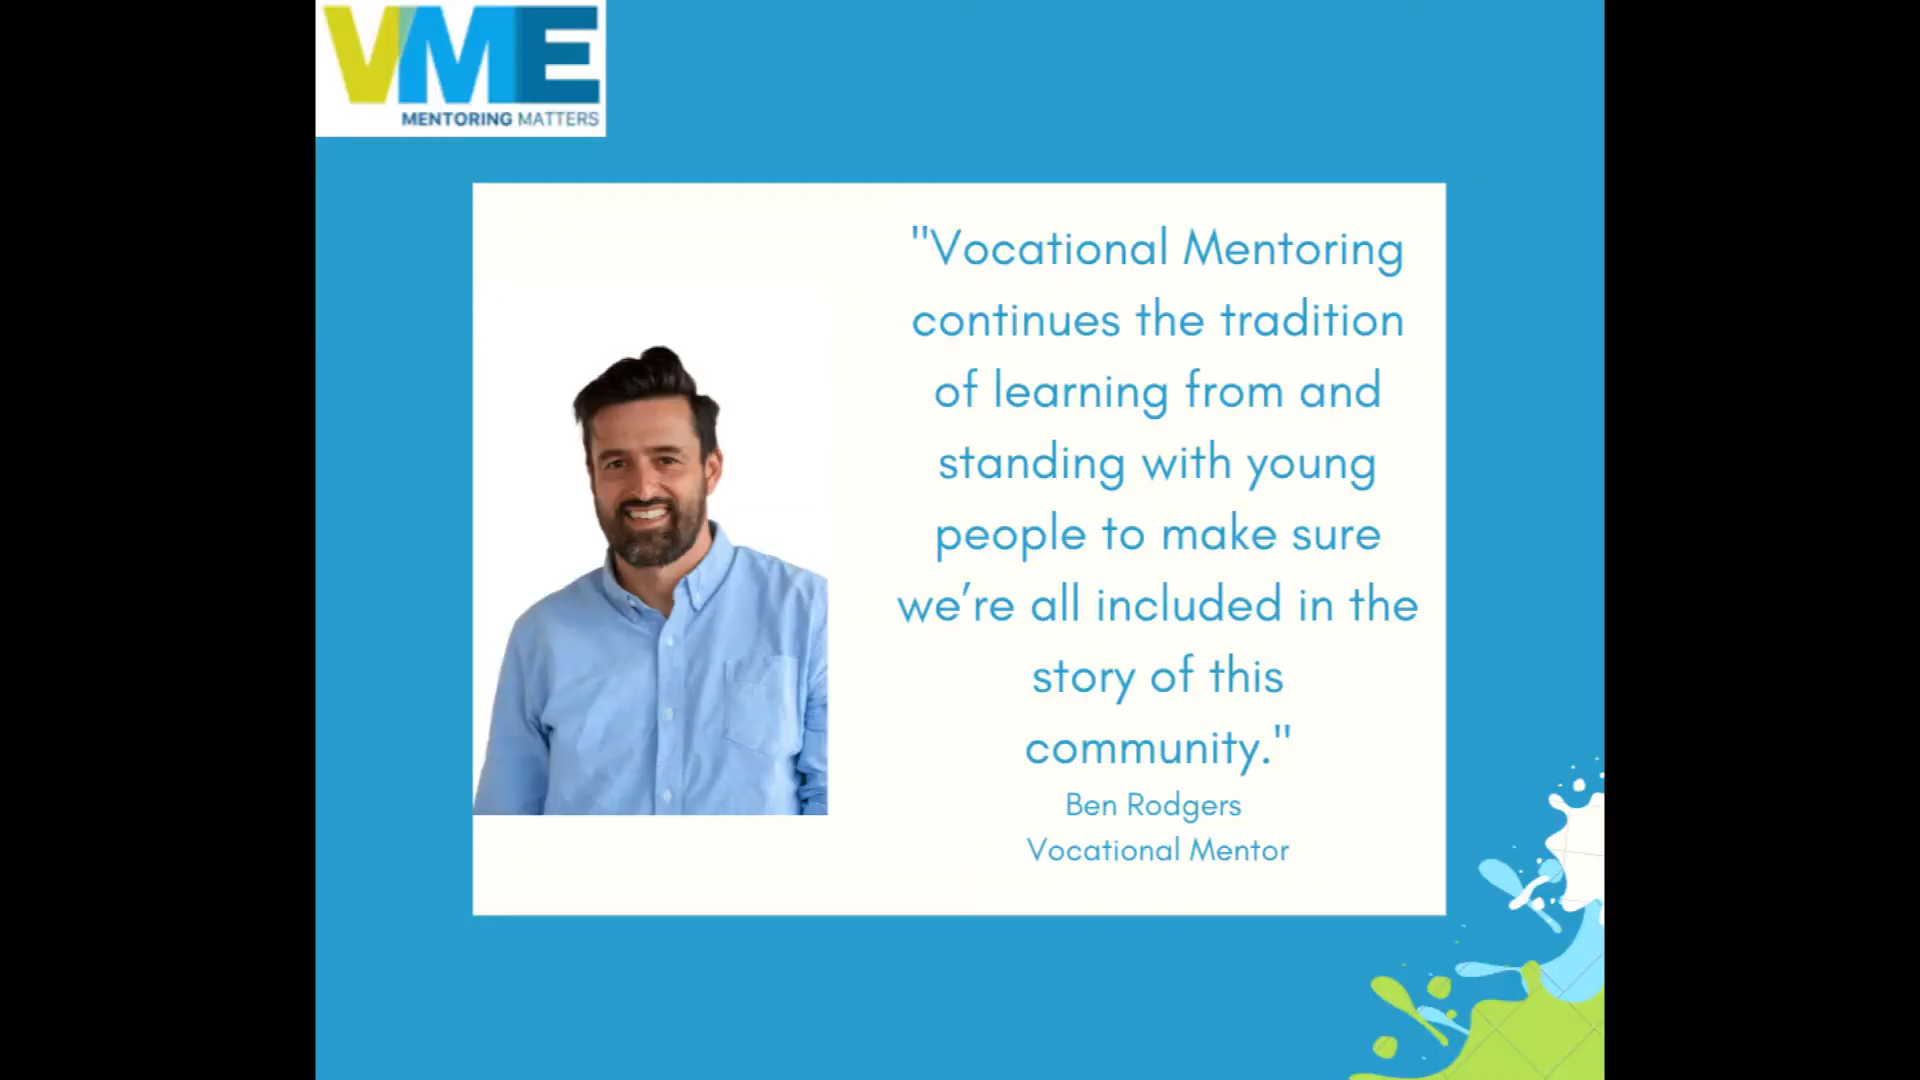 VME
MENTORING MATTERS
"Vocational Mentoring
continues the tradition
of learning from and
standing with young
people to make sure
we’re all included in the
story of this
community."
Ben Rodgers
Vocational Mentor